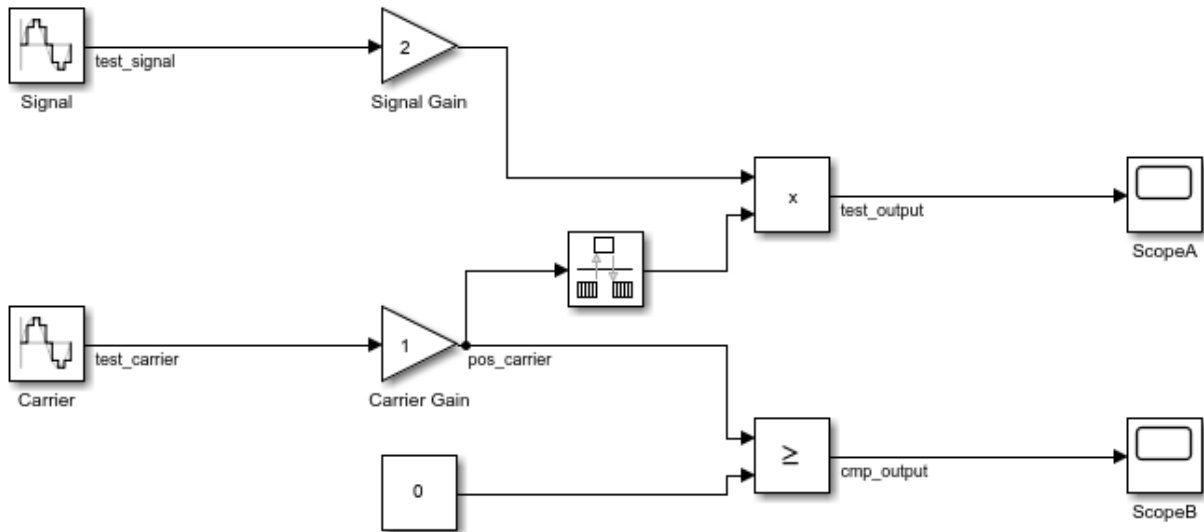 2
test_signal
Signal
Signal Gain
x
test_output
ScopeA
1
test_carrier
pos_carrier
Carrier
Carrier Gain
≥
0
cmp_output
ScopeB